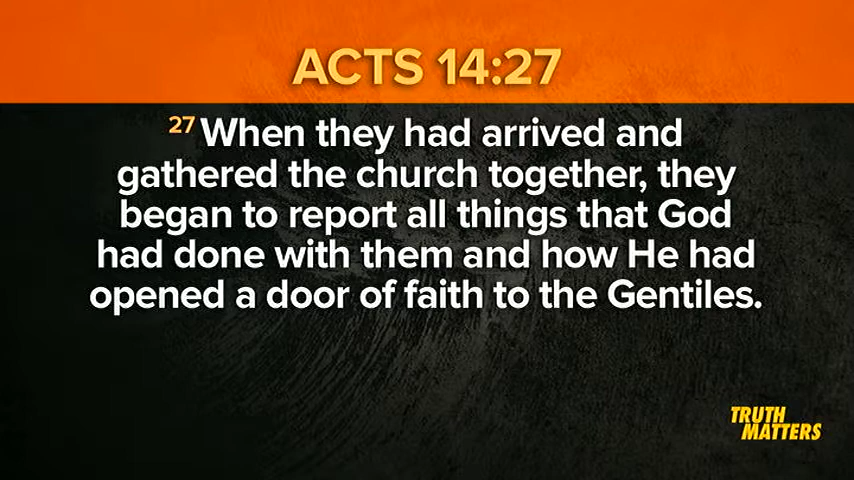 ACTS 14:27
27 When they had arrived and
gathered the church together, they
began to report all things that God
had done with them and how He had
opened a door of faith to the Gentiles.
TRUTH
MATTERS